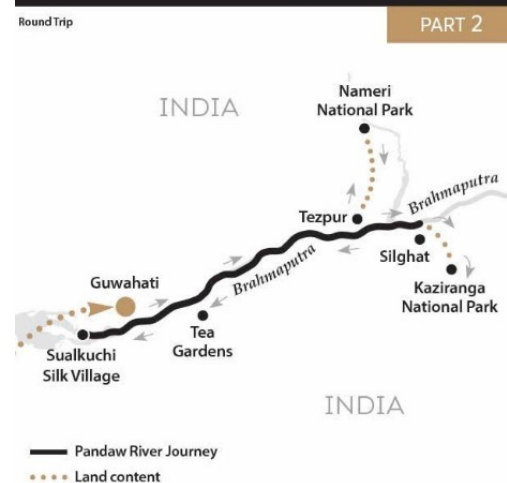 Round Trip
PART 2
Nameri
National Park
INDIA
Brahmaputra
Tezpur
Silghat
Brahmaputra
Guwahati
Kaziranga
National Park
Tea
Gardens
Sualkuchi
Silk Village
INDIA
Pandaw River Journey
Land content